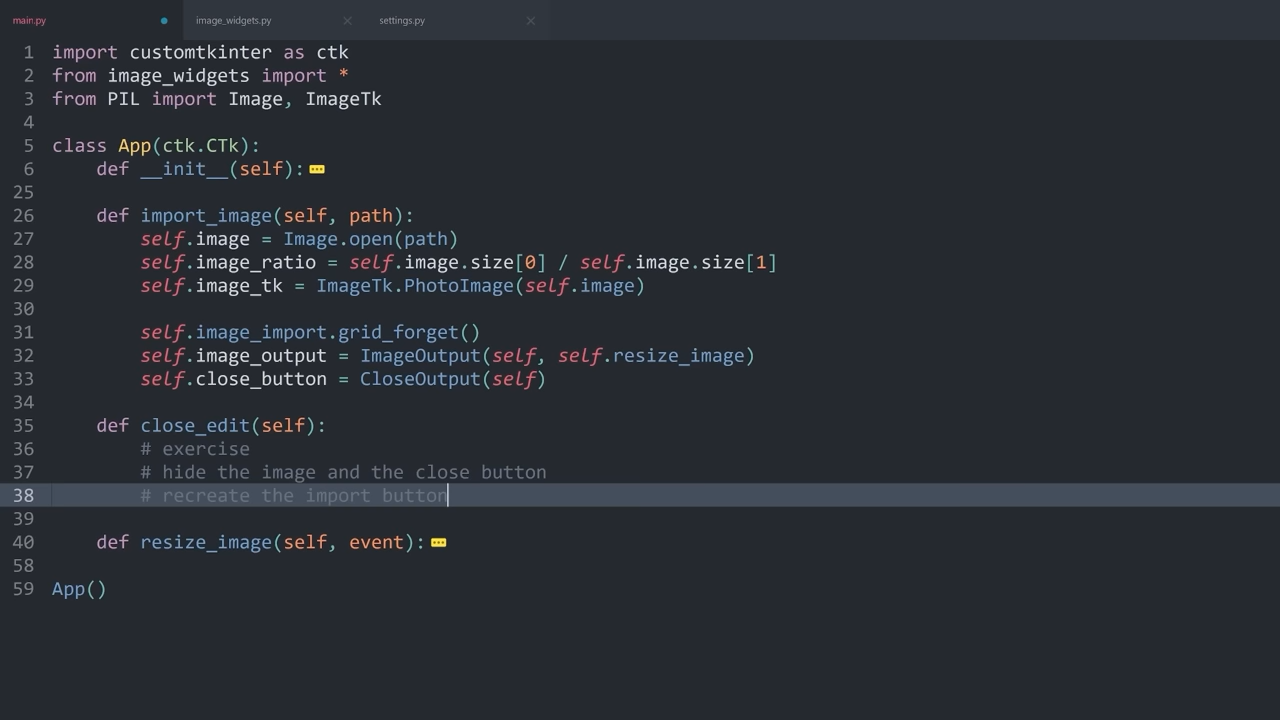 main.py image_widgets.py settings.py
1 import customtkinter as ctk
2 from image_widgets import *
3 from PIL import Image, ImageTk
4
5 class App(ctk.CTk):
6     def __init__(self):
25
26     def import_image(self, path):
27         self.image = Image.open(path)
28         self.image_ratio = self.image.size[0] / self.image.size[1]
29         self.image_tk = ImageTk.PhotoImage(self.image)
30
31         self.image_import.grid_forget()
32         self.image_output = ImageOutput(self, self.resize_image)
33         self.close_button = CloseOutput(self)
34
35     def close_edit(self):
36         # exercise
37         # hide the image and the close button
38         # recreate the import button
39
40     def resize_image(self, event):
58
59 App()